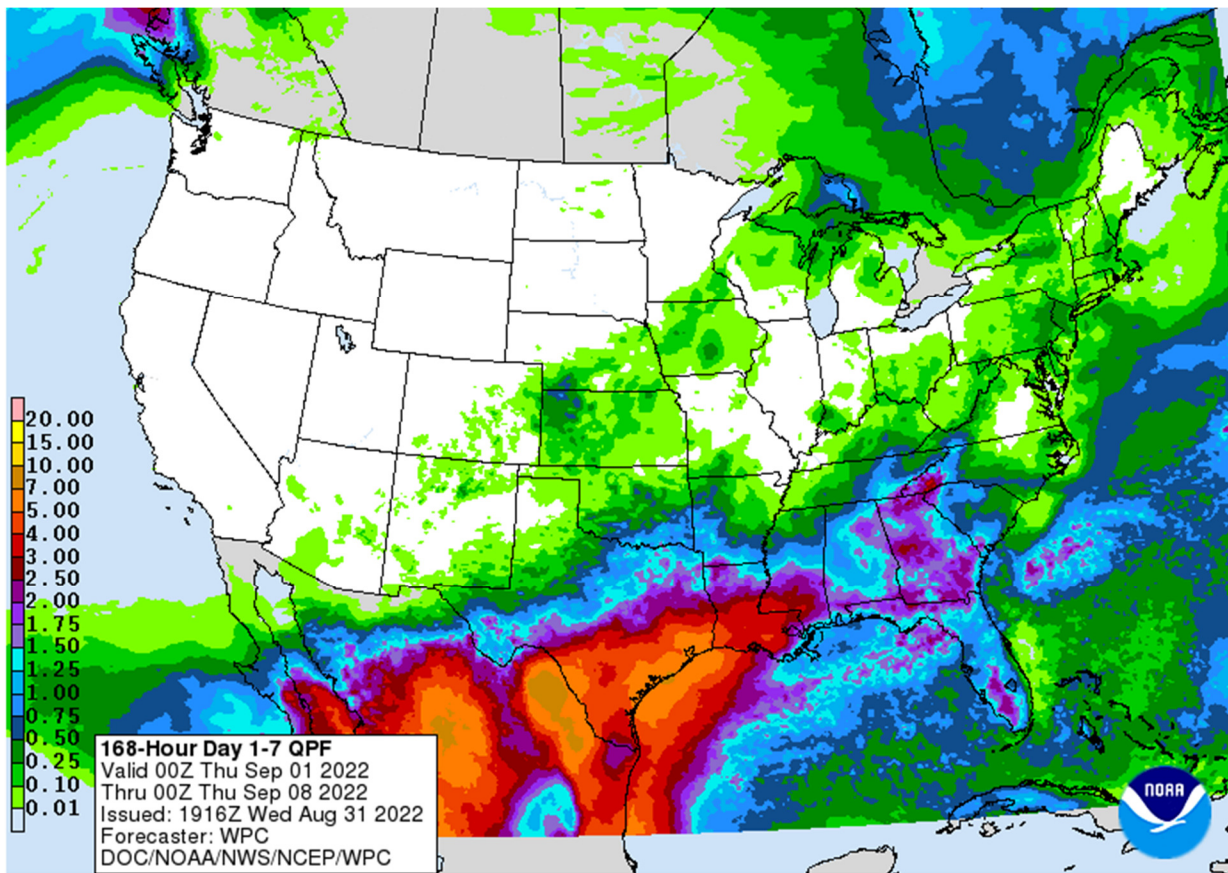 20.00
15.00
10.00
7.00
5.00
4.00
3.00
2.50
2.00
1.75
1.50
1.25
1.00
0.75
0.50
0.25
0.10
0.01
168-Hour Day 1-7 QPF
Valid 00Z Thu Sep 01 2022
Thru 00Z Thu Sep 08 2022
Issued: 1916Z Wed Aug 31 2022
Forecaster: WPC
DOC/NOAA/NWS/NCEP/WPC
NOAA